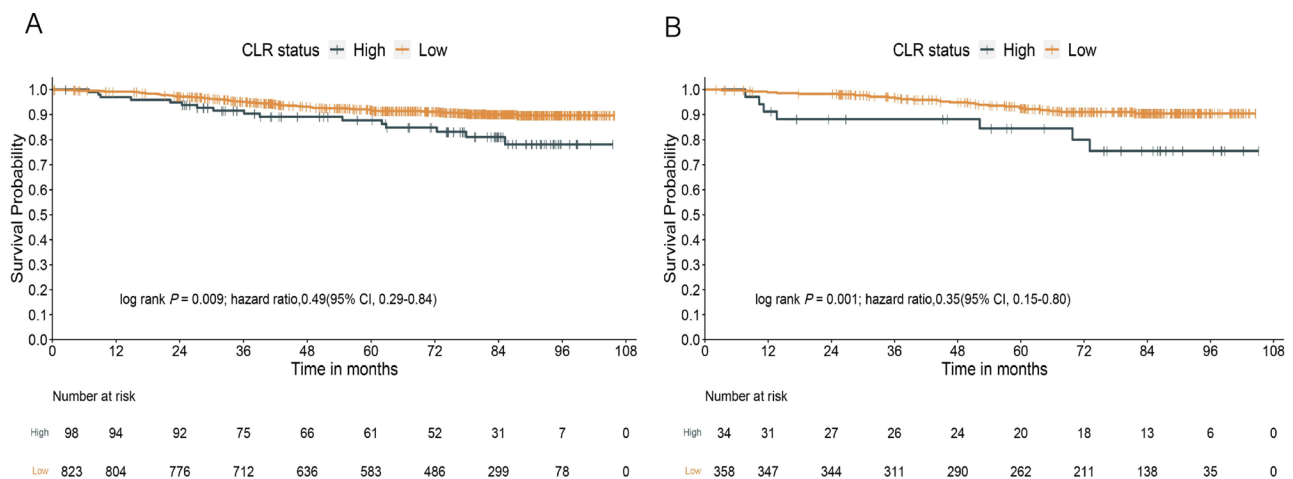 A
CLR status High Low
Survival Probability
1.0
0.9
0.8
0.7
0.6
0.5
0.4
0.3
0.2
0.1
0.0
log rank P = 0.009; hazard ratio,0.49(95% CI, 0.29-0.84)
0 12 24 36 48 60 72 84 96 108
Time in months
Number at risk
High 98 94 92 75 66 61 52 31 7 0
Low 823 804 776 712 636 583 486 299 78 0
B
CLR status High Low
Survival Probability
1.0
0.9
0.8
0.7
0.6
0.5
0.4
0.3
0.2
0.1
0.0
log rank P = 0.001; hazard ratio,0.35(95% CI, 0.15-0.80)
0 12 24 36 48 60 72 84 96 108
Time in months
Number at risk
High 34 31 27 26 24 20 18 13 6 0
Low 358 347 344 311 290 262 211 138 35 0